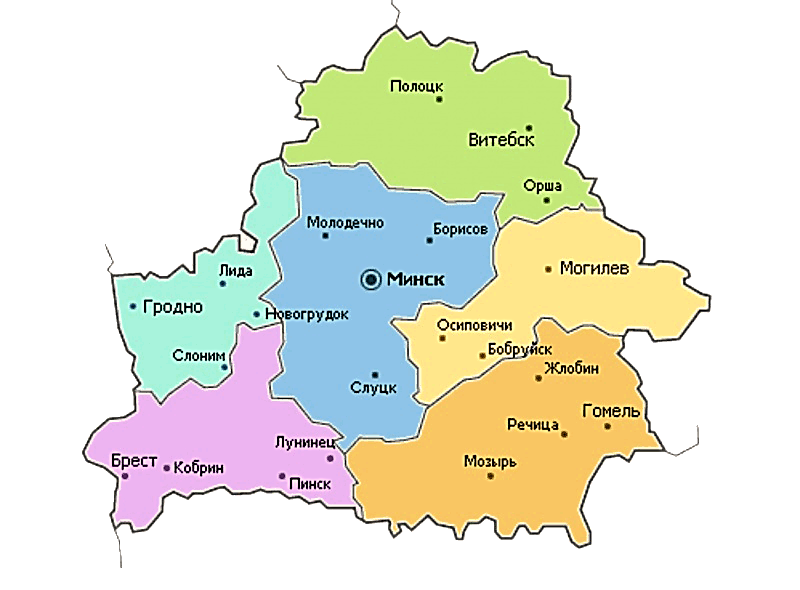 Полоцк
Витебск
Орша
Молодечно
Борисов
Лида
Могилев
Минск
Гродно
Новогрудок
Осиповичи
Слоним
Бобруйск
Жлобин
Слуцк
Гомель
Речица
Лунинец
Брест
Кобрин
Мозырь
Пинск